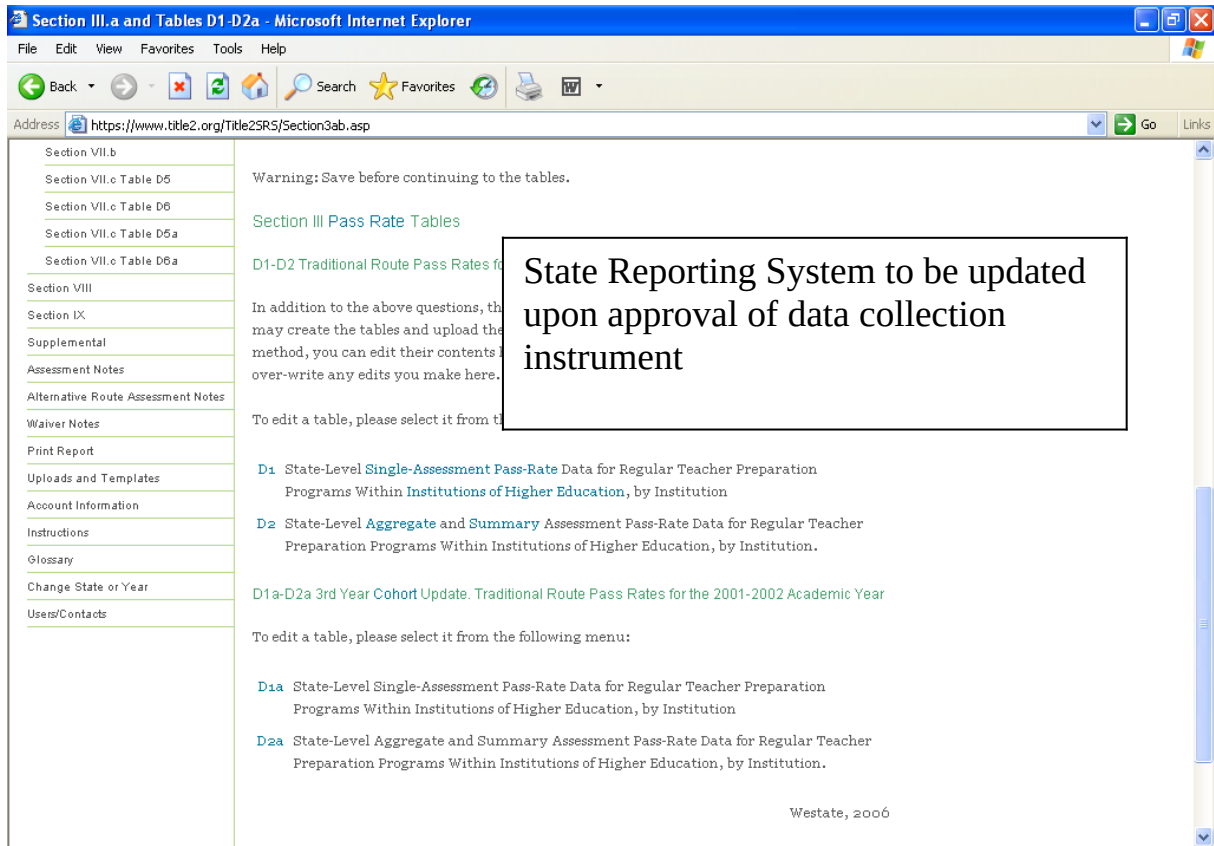 Section III.a and Tables D1-D2a - Microsoft Internet Explorer
File Edit View Favorites Tools Help
Back Search Favorites
Address https://www.title2.org/Title2SRS/Section3ab.asp Go Links
Section VII.b
Section VII.c Table D5
Section VII.c Table D6
Section VII.c Table D5a
Section VII.c Table D6a
Section VIII
Section IX
Supplemental
Assessment Notes
Alternative Route Assessment Notes
Waiver Notes
Print Report
Uploads and Templates
Account Information
Instructions
Glossary
Change State or Year
Users/Contacts
Warning: Save before continuing to the tables.
Section III Pass Rate Tables
D1-D2 Traditional Route Pass Rates
In addition to the above questions,
may create the tables and upload
method, you can edit their contents
over-write any edits you make here.
To edit a table, please select it from
State Reporting System to be updated
upon approval of data collection
instrument
D1 State-Level Single-Assessment Pass-Rate Data for Regular Teacher Preparation
Programs Within Institutions of Higher Education, by Institution
D2 State-Level Aggregate and Summary Assessment Pass-Rate Data for Regular Teacher
Preparation Programs Within Institutions of Higher Education, by Institution.
D1a-D2a 3rd Year Cohort Update. Traditional Route Pass Rates for the 2001-2002 Academic Year
To edit a table, please select it from the following menu:
D1a State-Level Single-Assessment Pass-Rate Data for Regular Teacher Preparation
Programs Within Institutions of Higher Education, by Institution
D2a State-Level Aggregate and Summary Assessment Pass-Rate Data for Regular Teacher
Preparation Programs Within Institutions of Higher Education, by Institution.
Westate, 2006